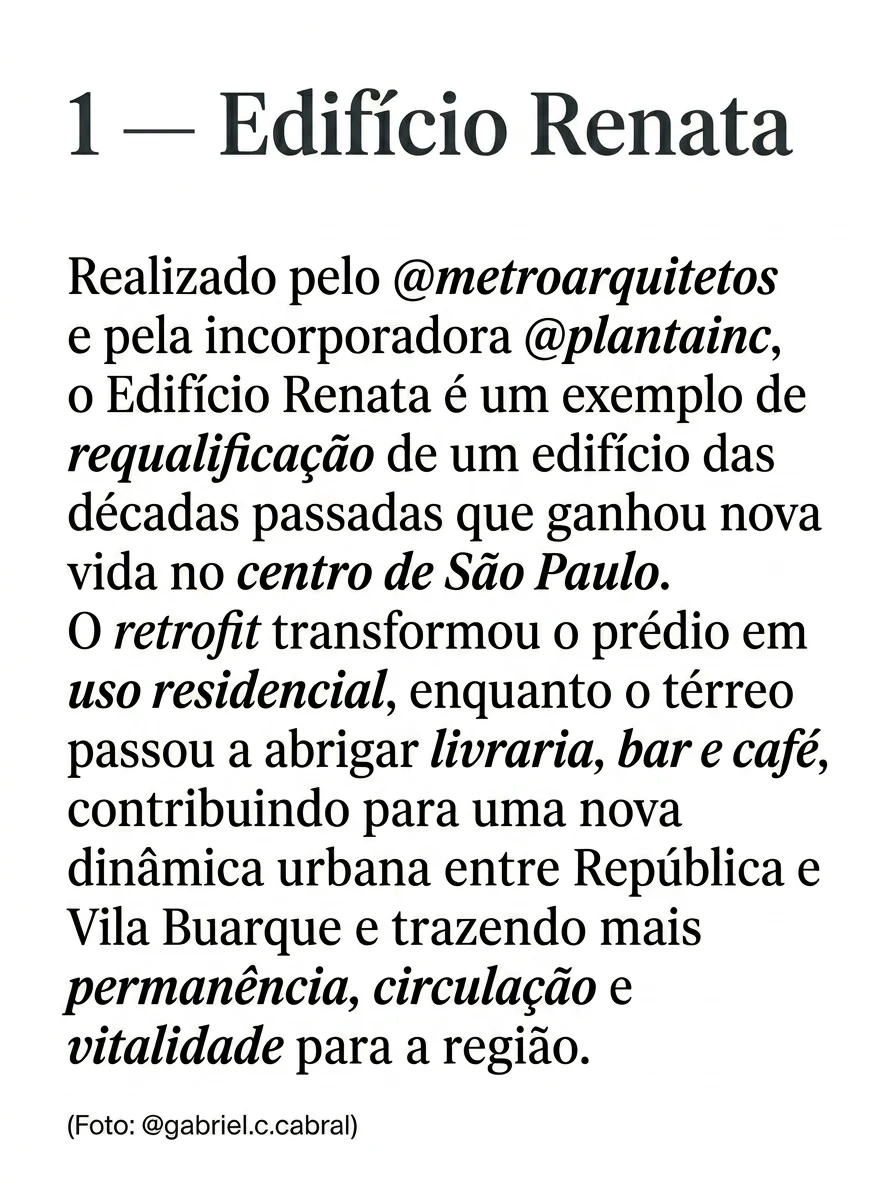 1 — Edifício Renata
Realizado pelo @metroarquitetos
e pela incorporadora @plantainc,
o Edifício Renata é um exemplo de
requalificação de um edifício das
décadas passadas que ganhou nova
vida no centro de São Paulo.
O retrofit transformou o prédio em
uso residencial, enquanto o térreo
passou a abrigar livraria, bar e café,
contribuindo para uma nova
dinâmica urbana entre República e
Vila Buarque e trazendo mais
permanência, circulação e
vitalidade para a região.
(Foto: @gabriel.c.cabral)